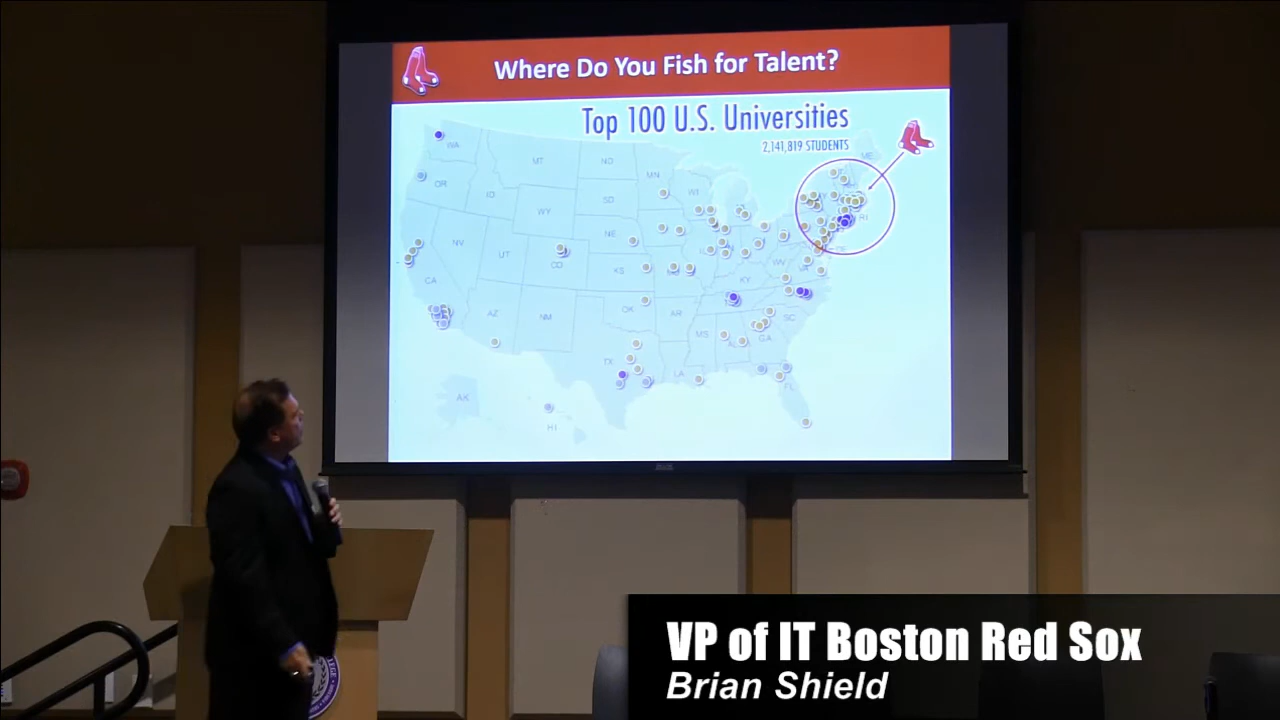 Where Do You Fish for Talent?
Top 100 U.S. Universities
2,141,819 STUDENTS
WA
MT
ND
MN
ME
OR
ID
SD
WI
WY
RI
NV
NE
UT
CO
KS
WV
VA
CA
KY
OK
AR
AZ
NM
SC
MS
GA
TX
LA
FL
AK
HI
VP of IT Boston Red Sox
Brian Shield